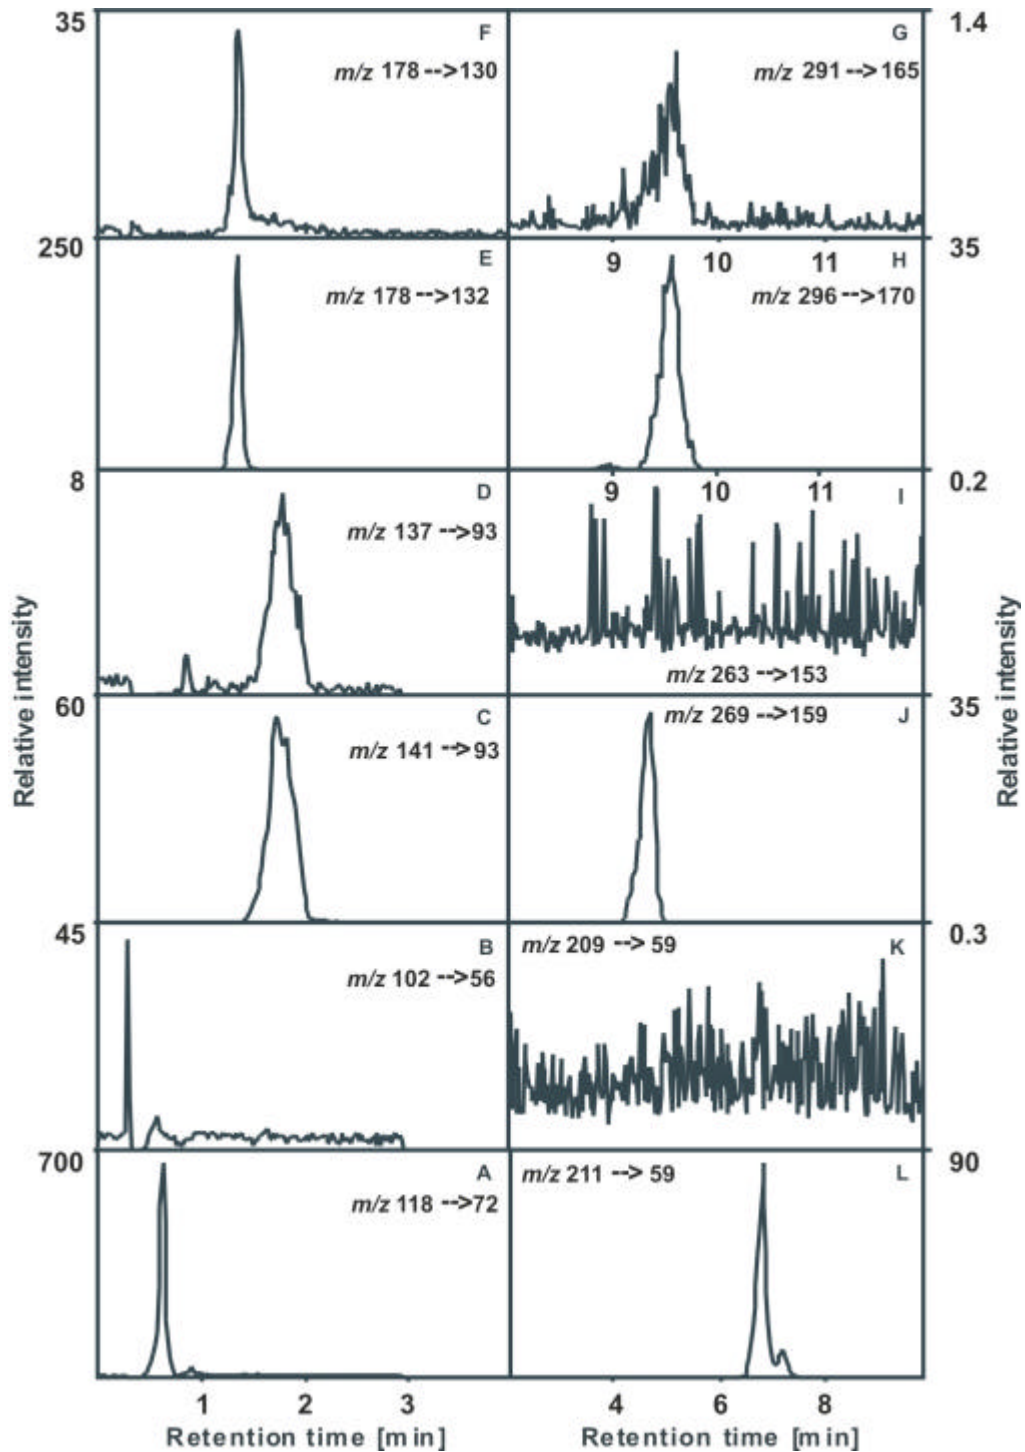 35
F
m/z 178 -->130
G
1.4
m/z 291 -->165
250
E
m/z 178 -->132
9 10 11
H
35
m/z 296 -->170
8
D
m/z 137 -->93
9 10 11
I
0.2
m/z 263 -->153
60
C
m/z 141 -->93
m/z 269 -->159
J
35
45
B
m/z 102 -->56
m/z 209 --> 59
K
0.3
700
A
m/z 118 -->72
m/z 211 --> 59
L
90
Relative intensity
Relative intensity
1 2 3
4 6 8
Retention time [min]
Retention time [min]